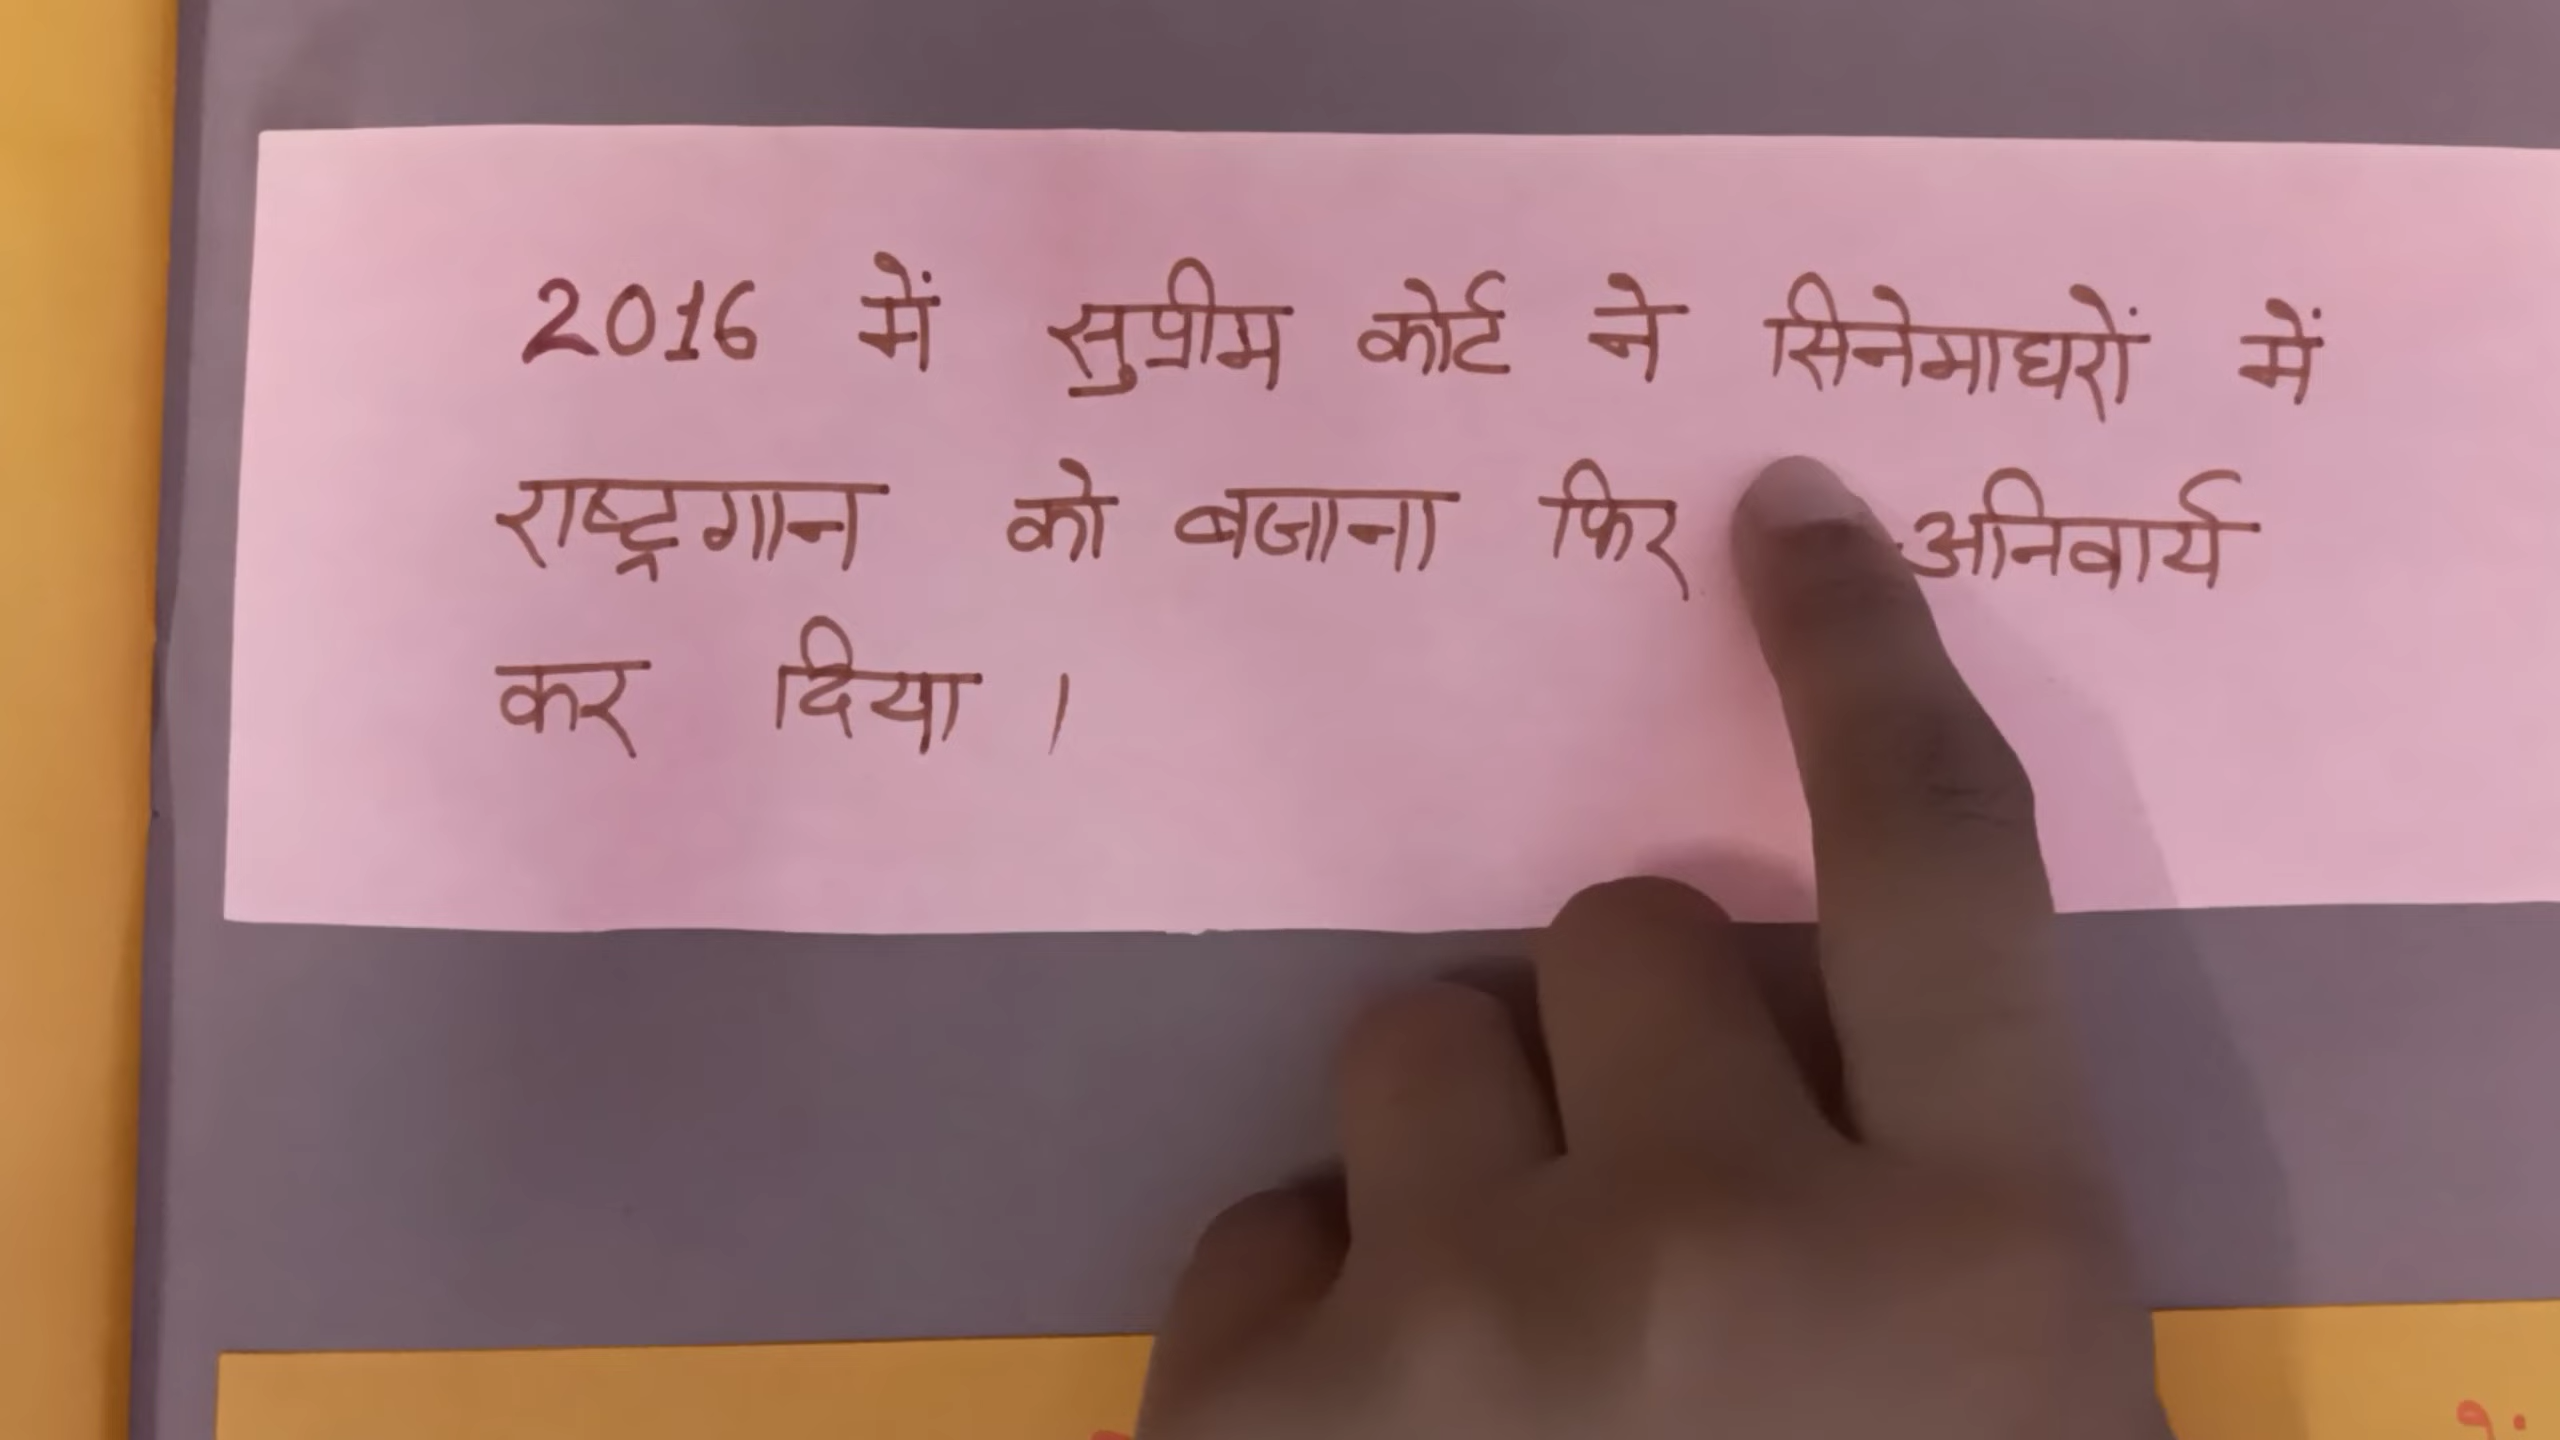 2016 में सुप्रीम कोर्ट ने सिनेमाघरों में
राष्ट्रगान को बजाना फिर अनिवार्य
कर दिया ।